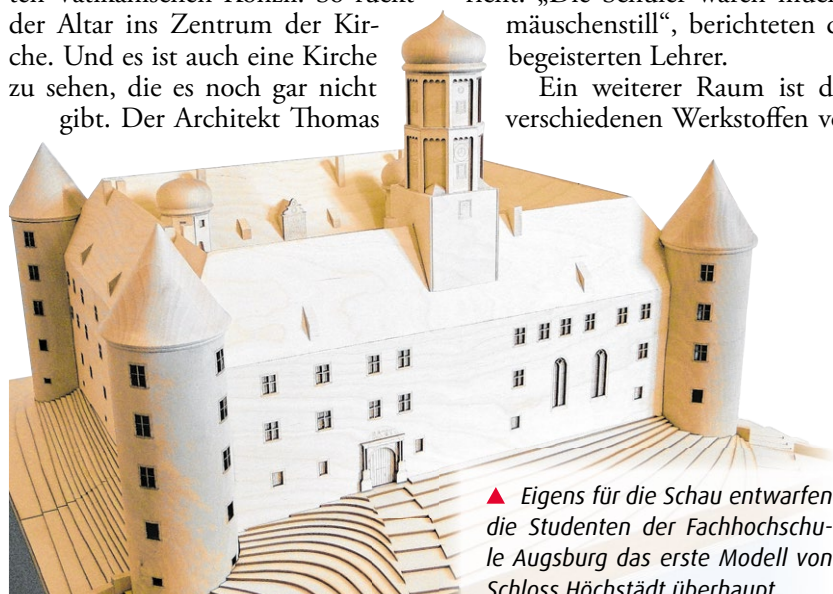 der Altar ins Zentrum der Kir-
che. Und es ist auch eine Kirche
zu sehen, die es noch gar nicht
gibt. Der Architekt Thomas
mäuschenstill“, berichteten
begeisterten Lehrer.
Ein weiterer Raum ist
verschiedenen Werkstoffen
▲ Eigens für die Schau entwarfen
die Studenten der Fachhochschu-
le Augsburg das erste Modell von
Schloss Höchstädt überhaupt